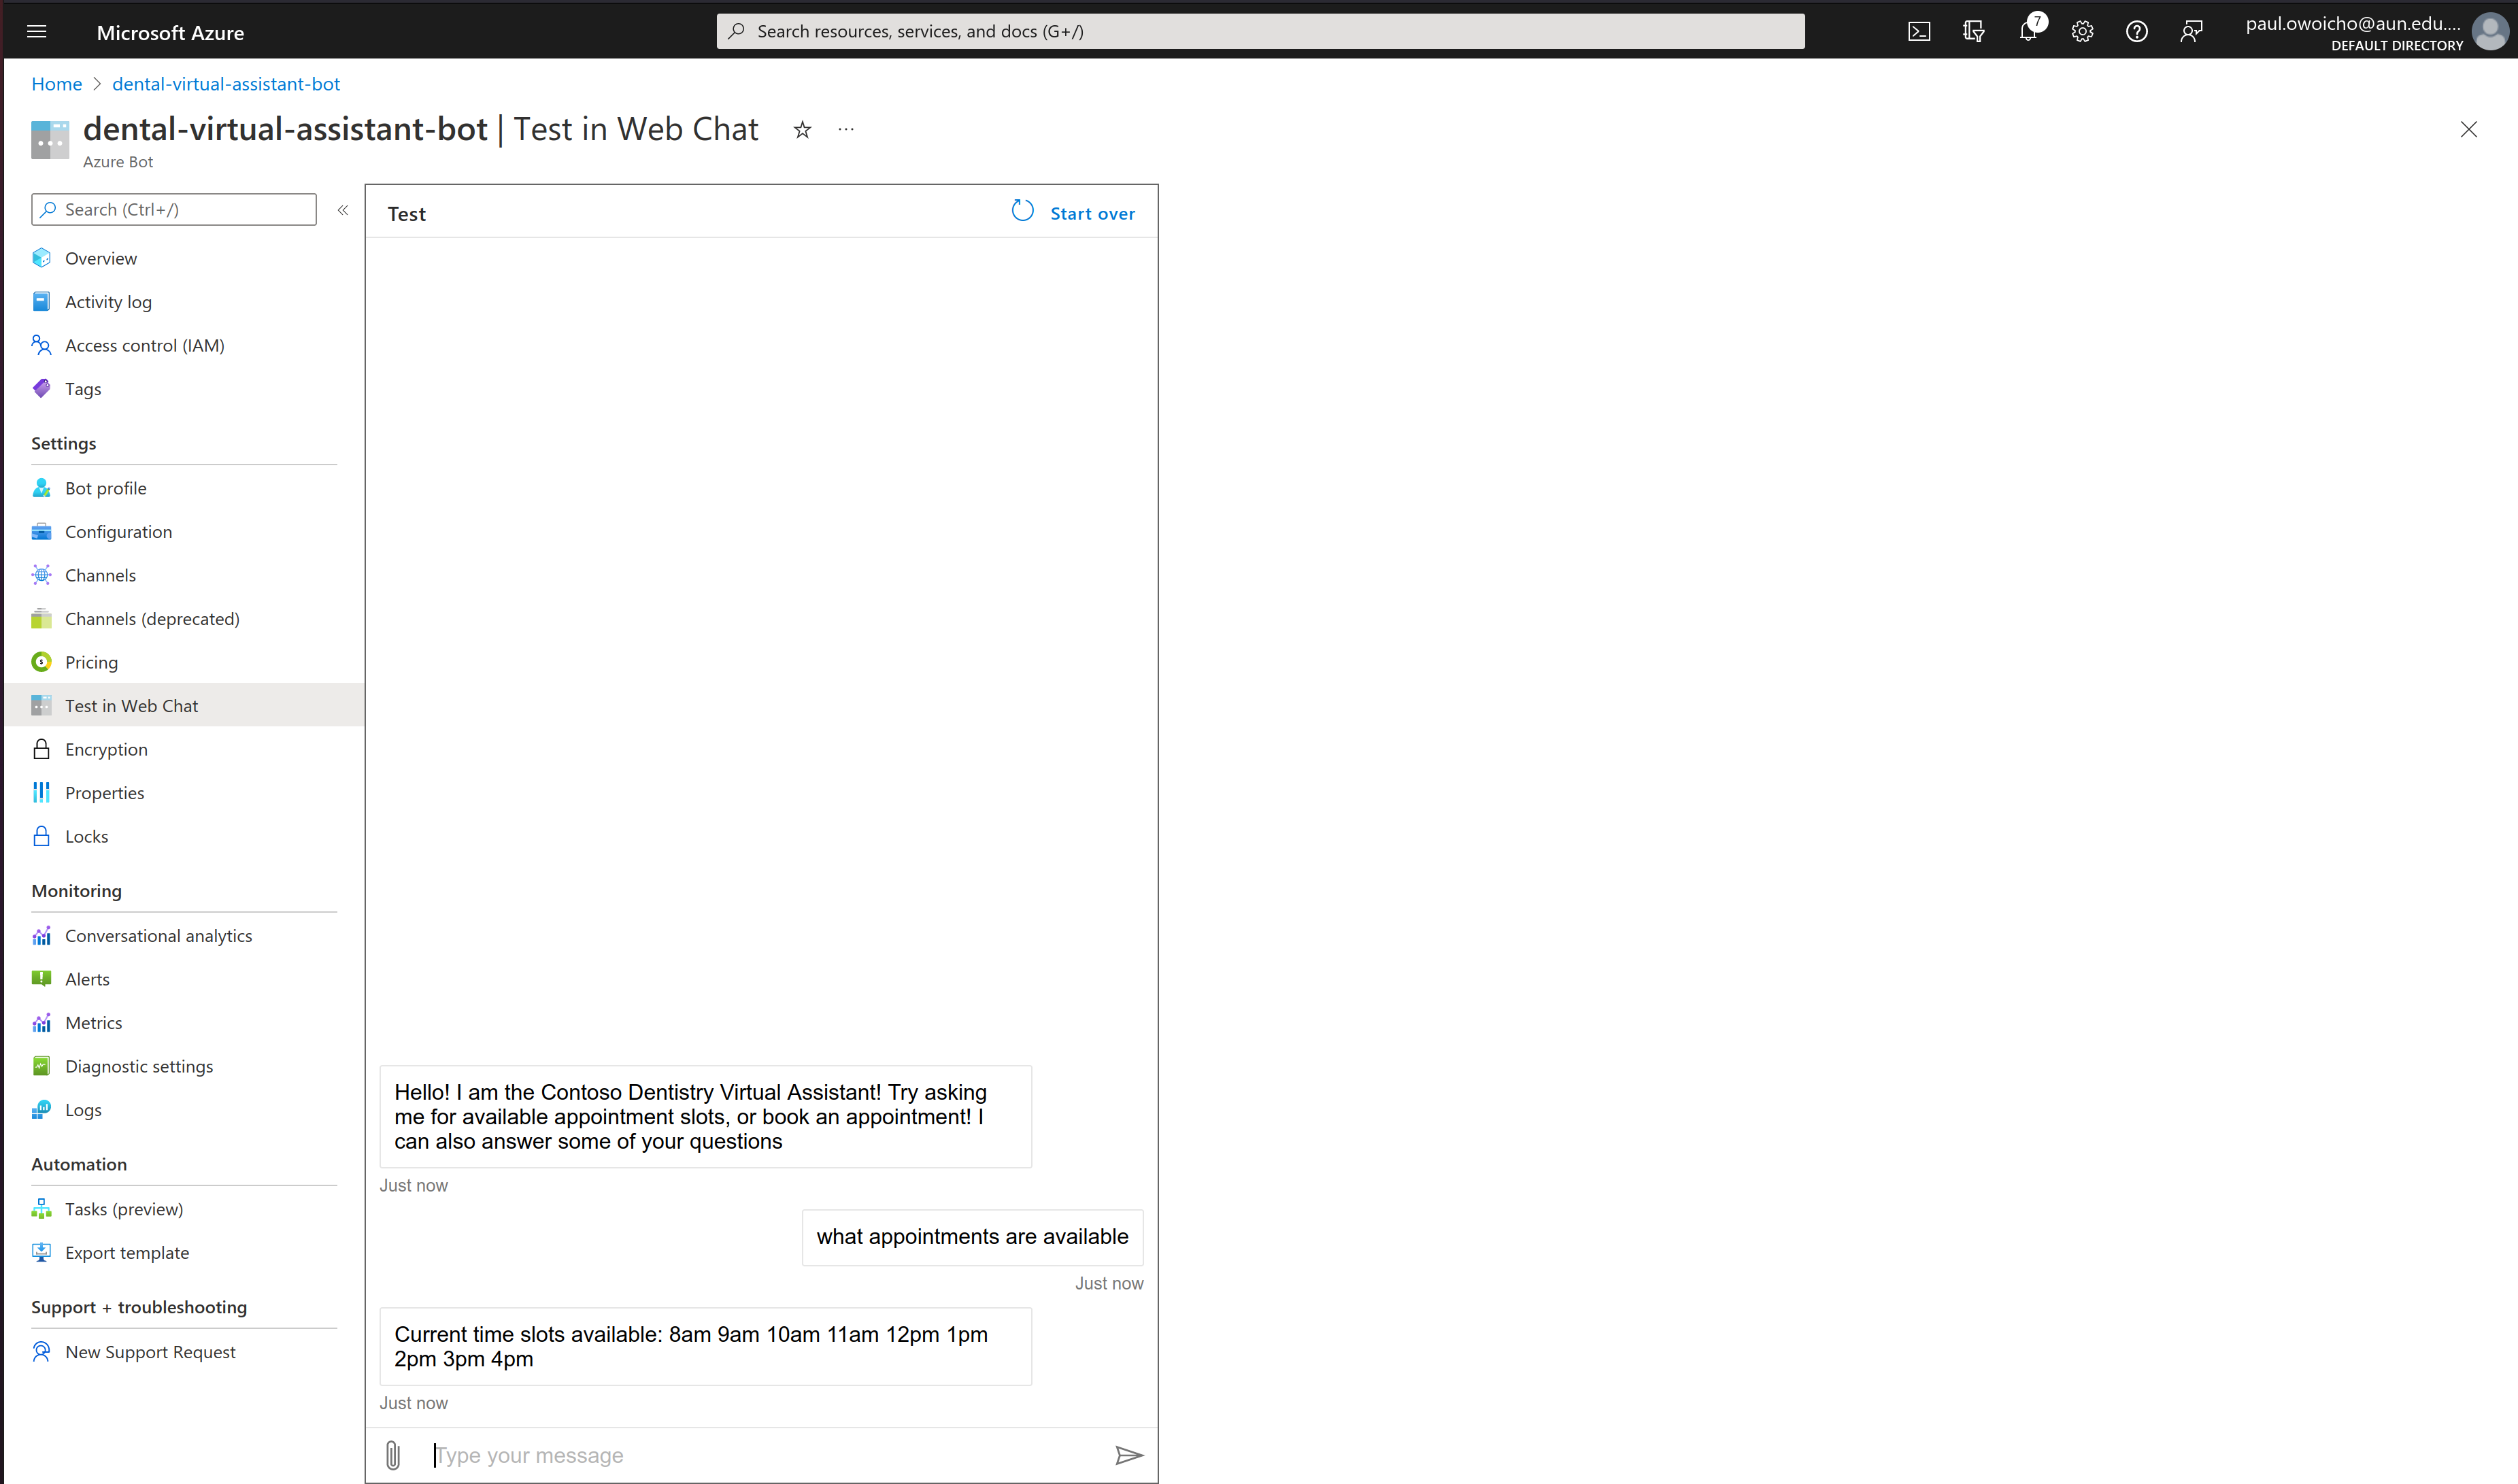 Microsoft Azure
Search resources, services, and docs (G+/)
7
paul.owoicho@aun.edu....
DEFAULT DIRECTORY
Home > dental-virtual-assistant-bot
dental-virtual-assistant-bot | Test in Web Chat
Azure Bot
Search (Ctrl+/)
Overview
Activity log
Access control (IAM)
Tags
Settings
Bot profile
Configuration
Channels
Channels (deprecated)
Pricing
Test in Web Chat
Encryption
Properties
Locks
Monitoring
Conversational analytics
Alerts
Metrics
Diagnostic settings
Logs
Automation
Tasks (preview)
Export template
Support + troubleshooting
New Support Request
Test
Start over
Hello! I am the Contoso Dentistry Virtual Assistant! Try asking
me for available appointment slots, or book an appointment! I
can also answer some of your questions
Just now
what appointments are available
Just now
Current time slots available: 8am 9am 10am 11am 12pm 1pm
2pm 3pm 4pm
Just now
Type your message